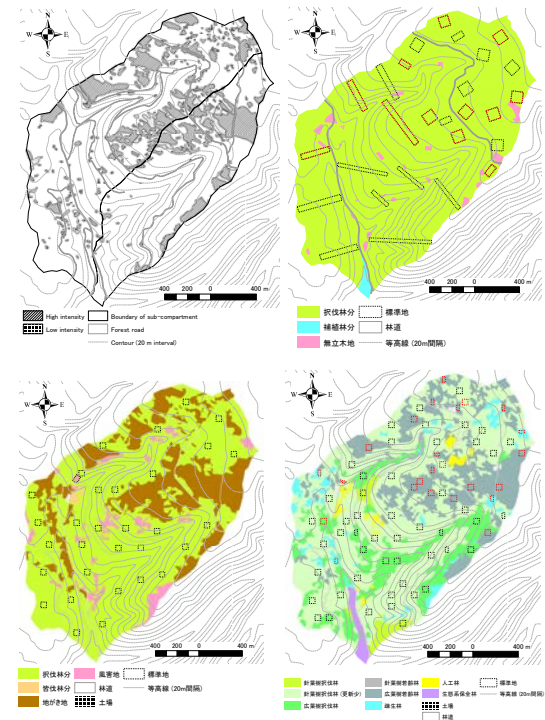 N
W
E
S
400
200
0
400 m
High intensity
Boundary of sub-compartment
Low intensity
Forest road
Contour (20 m interval)
N
W
E
S
400
200
0
400 m
択伐林分
標準地
補植林分
林道
無立木地
等高線（20m間隔）
N
W
E
S
400
200
0
400 m
択伐林分
風害地
標準地
皆伐林分
林道
等高線（20m間隔）
地がき地
土場
N
W
E
S
400
200
0
400 m
針葉樹択伐林
針葉樹若齢林
人工林
標準地
針葉樹択伐林（更新少）
広葉樹若齢林
生態系保全林
等高線（20m間隔）
広葉樹択伐林
疎生林
土場
林道